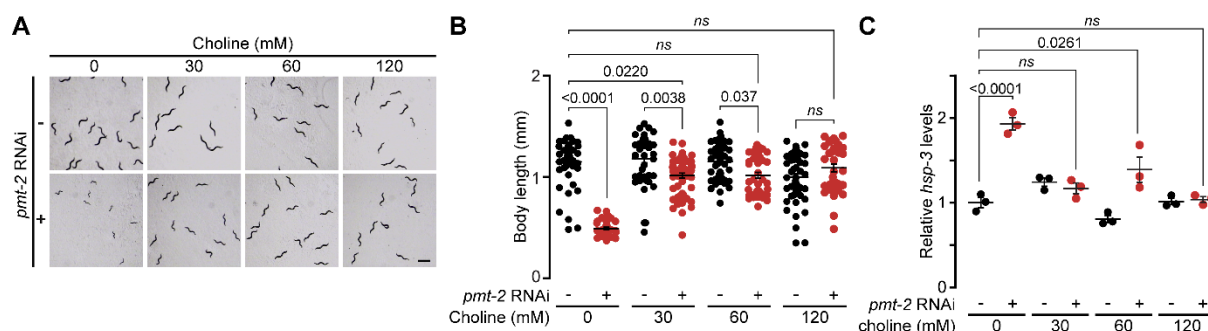 A
Choline (mM)
0 30 60 120
pmt-2 RNAi
-
+
B
ns
ns
0.0220
<0.0001 0.0038 0.037 ns
Body length (mm)
2
1
0
pmt-2 RNAi - + - + - + - +
Choline (mM) 0 30 60 120
C
ns
0.0261
ns
<0.0001
Relative hsp-3 levels
2
1
0
pmt-2 RNAi - + - + - + - +
choline (mM) 0 30 60 120